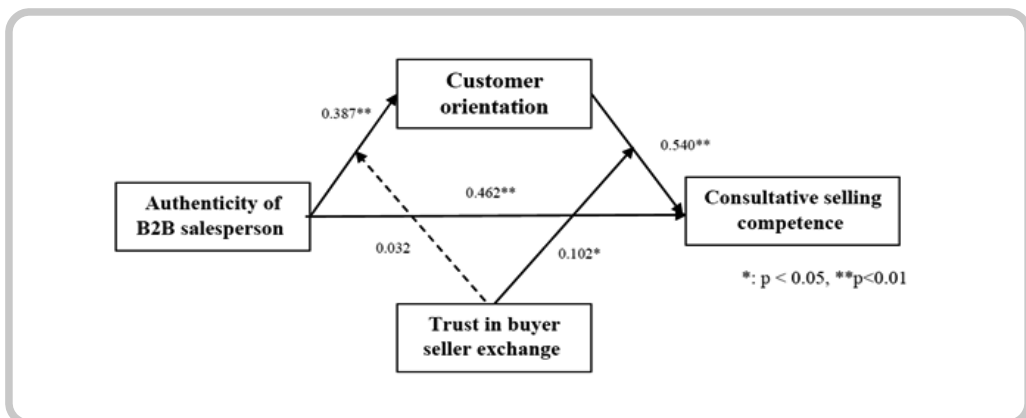 Customer
orientation
0.387**
0.540**
Authenticity of
B2B salesperson
0.462**
Consultative selling
competence
0.032
0.102*
*: p < 0.05, **p<0.01
Trust in buyer
seller exchange